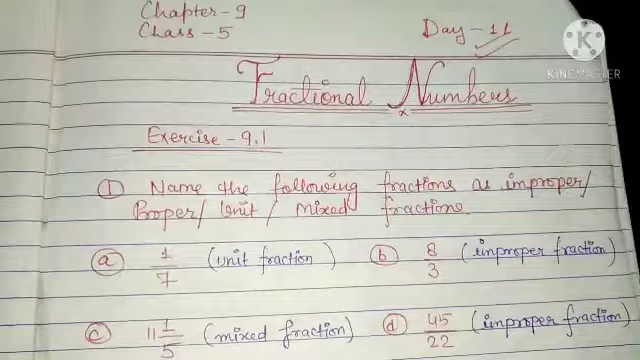 Chapter-9
Class-5
Day-11
KINEMASTER
Fractional Numbers
Exercise-9.1
① Name the following fractions as improper/
Proper/Unit/Mixed fractions.
ⓐ 1/7 (unit fraction) ⓑ 8/3 (improper fraction)
ⓒ 11 1/5 (mixed fraction) ⓓ 45/22 (improper fraction)